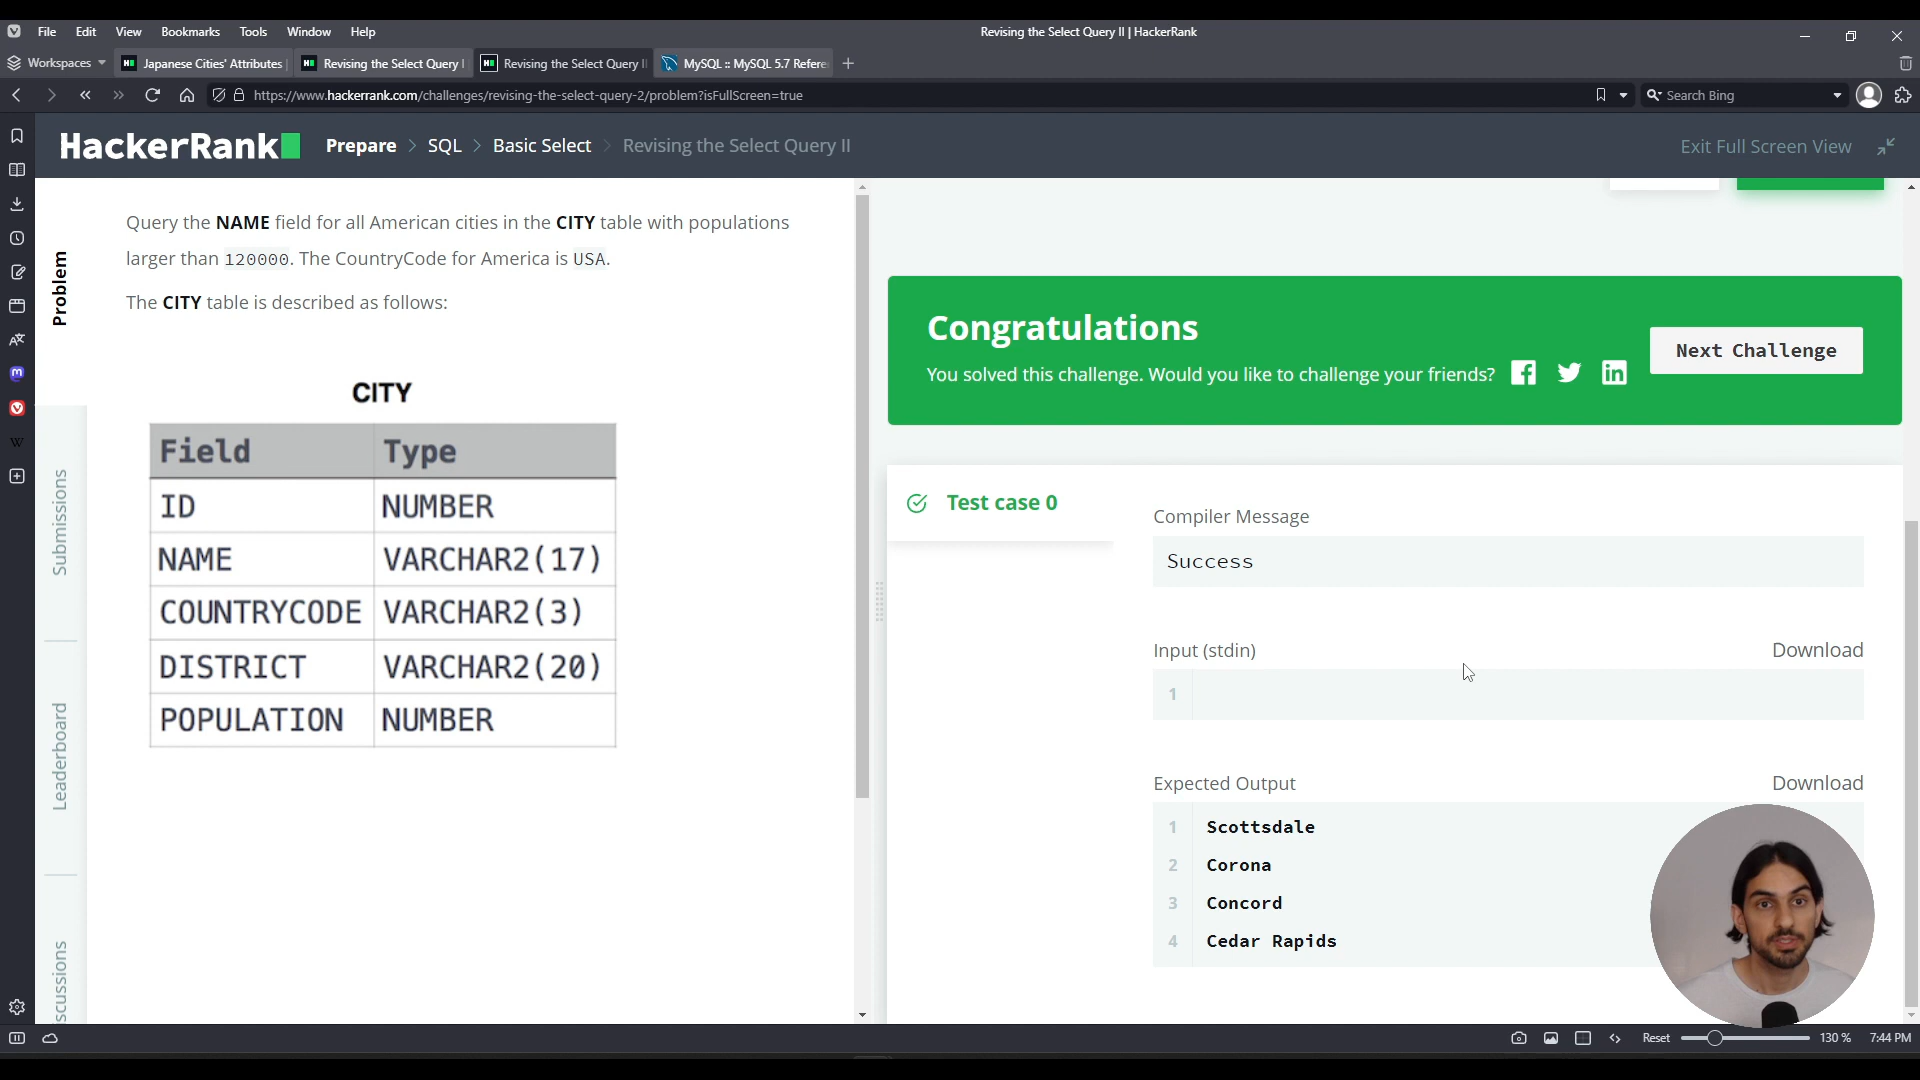 File Edit View Bookmarks Tools Window Help
Revising the Select Query II | HackerRank
Workspaces
Japanese Cities' Attributes |
Revising the Select Query I
Revising the Select Query II
MySQL :: MySQL 5.7 Refere
https://www.hackerrank.com/challenges/revising-the-select-query-2/problem?isFullScreen=true
Search Bing
HackerRank
Prepare > SQL > Basic Select > Revising the Select Query II
Exit Full Screen View
Problem
Submissions
Leaderboard
scussions
Query the NAME field for all American cities in the CITY table with populations
larger than 120000. The CountryCode for America is USA.
The CITY table is described as follows:
CITY
Field Type
ID NUMBER
NAME VARCHAR2(17)
COUNTRYCODE VARCHAR2(3)
DISTRICT VARCHAR2(20)
POPULATION NUMBER
Congratulations
You solved this challenge. Would you like to challenge your friends?
Next Challenge
Test case 0
Compiler Message
Success
Input (stdin) Download
1
Expected Output Download
1 Scottsdale
2 Corona
3 Concord
4 Cedar Rapids
Reset 130 % 7:44 PM